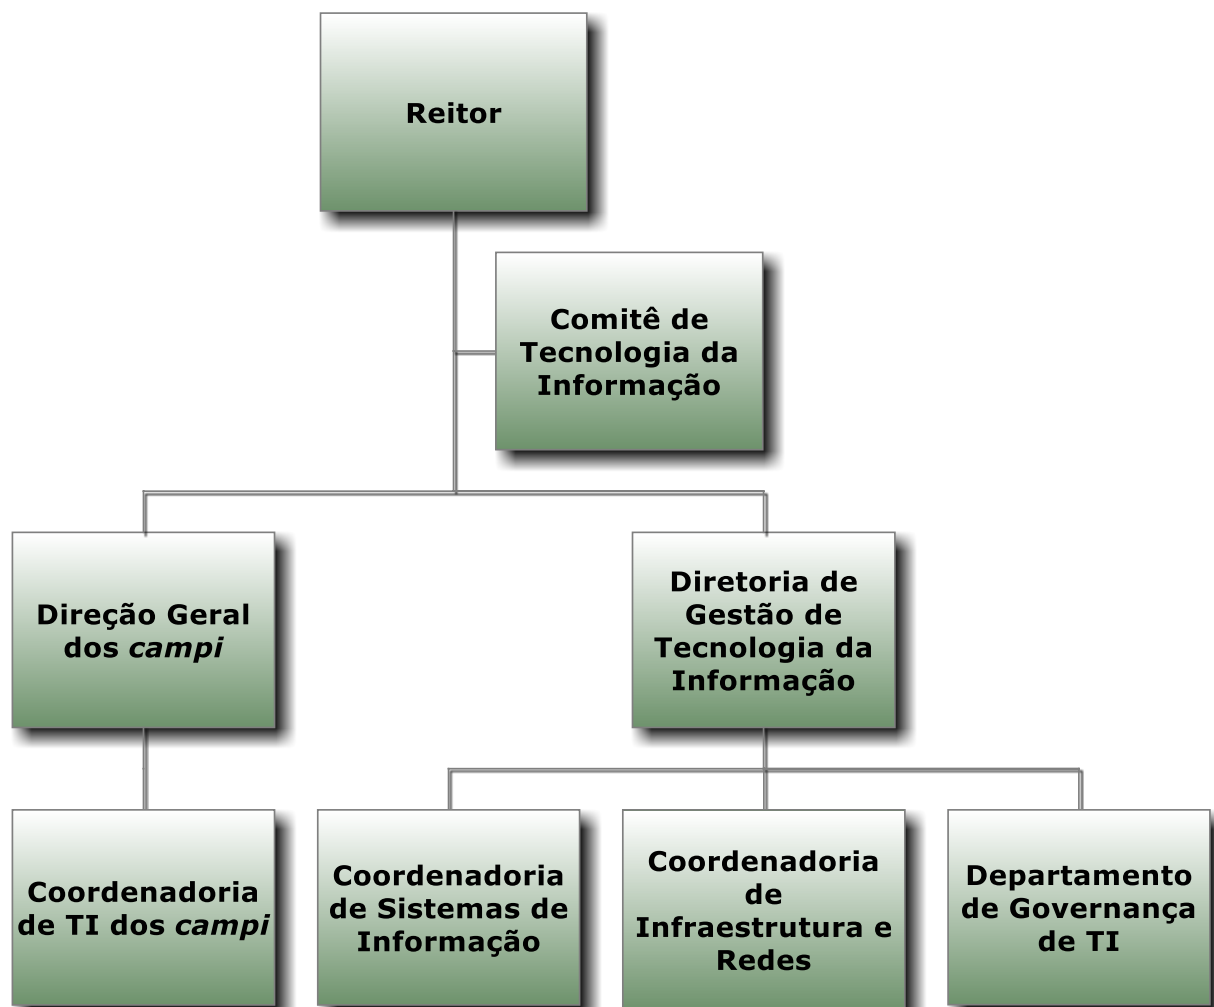 Reitor
Comitê de
Tecnologia da
Informação
Direção Geral
dos campi
Diretoria de
Gestão de
Tecnologia da
Informação
Coordenadoria
de TI dos campi
Coordenadoria
de Sistemas de
Informação
Coordenadoria
de
Infraestrutura e
Redes
Departamento
de Governança
de TI